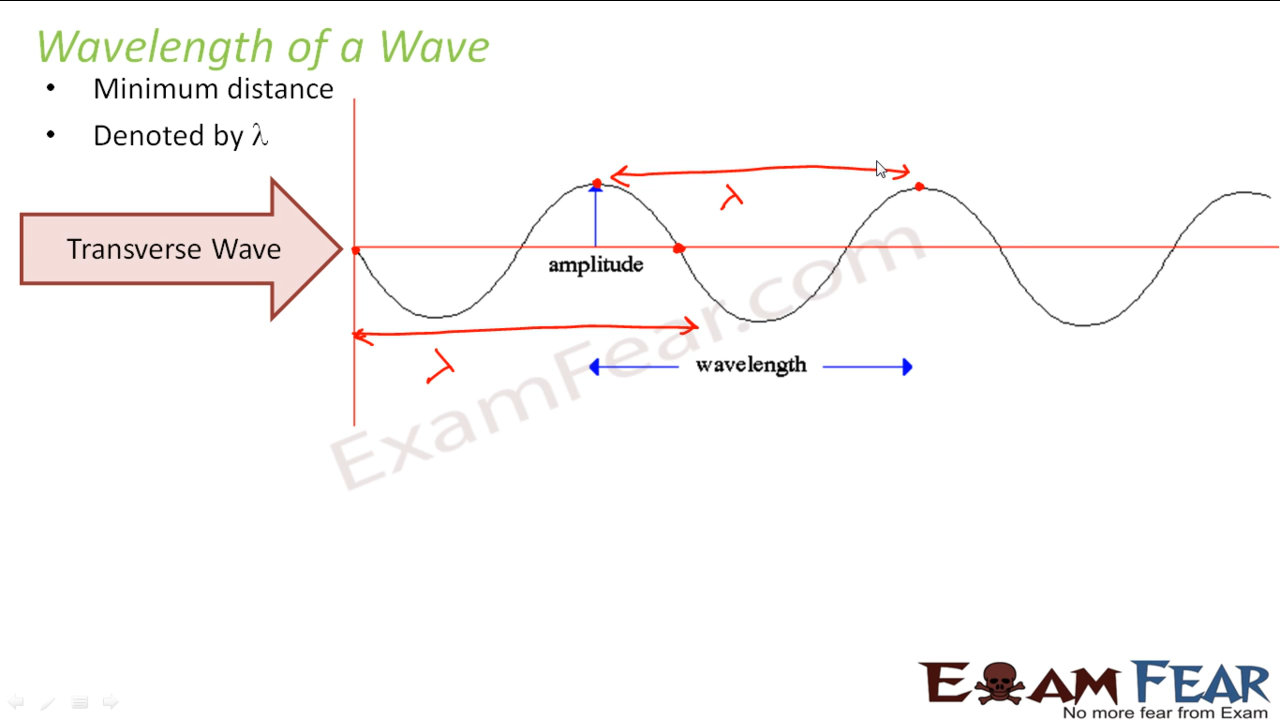 Wavelength of a Wave
• Minimum distance
• Denoted by λ
Transverse Wave
λ
amplitude
λ
wavelength
ExamFear.com
EXAM FEAR
No more fear from Exam